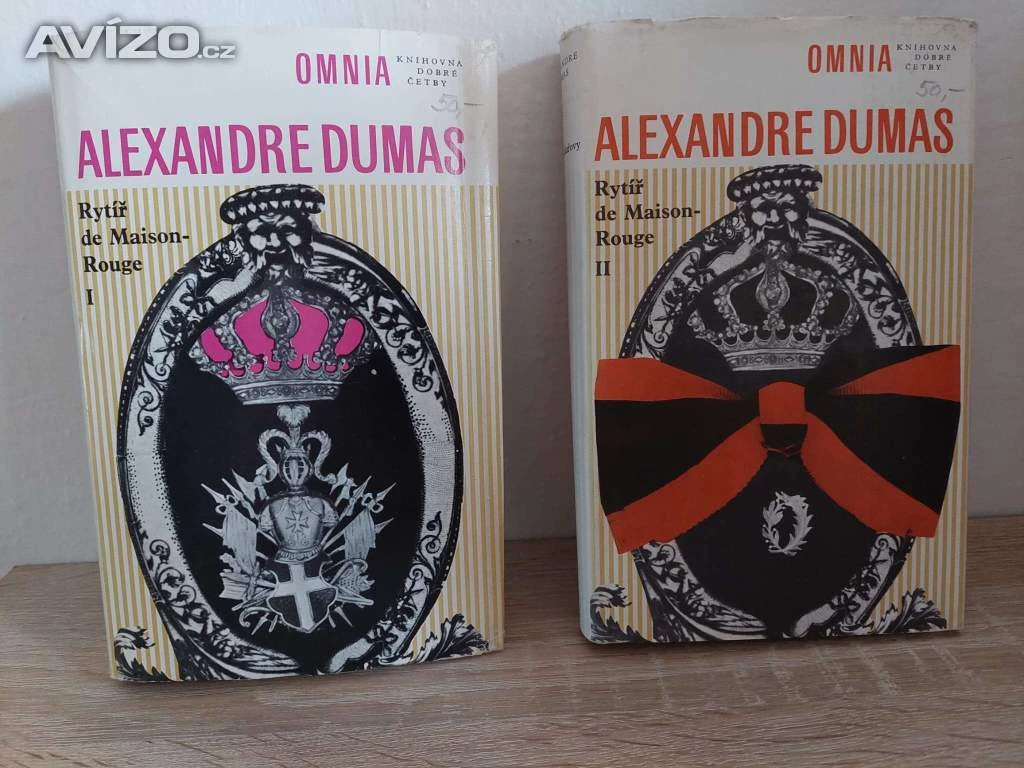 AVÍZO.cz
OMNIA
KNIHOVNA
DOBRÉ
ČETBY
50,-
ALEXANDRE DUMAS
Rytíř
de Maison-
Rouge
I
OMNIA
KNIHOVNA
DOBRÉ
ČETBY
50,-
ALEXANDRE DUMAS
Rytíř
de Maison-
Rouge
II